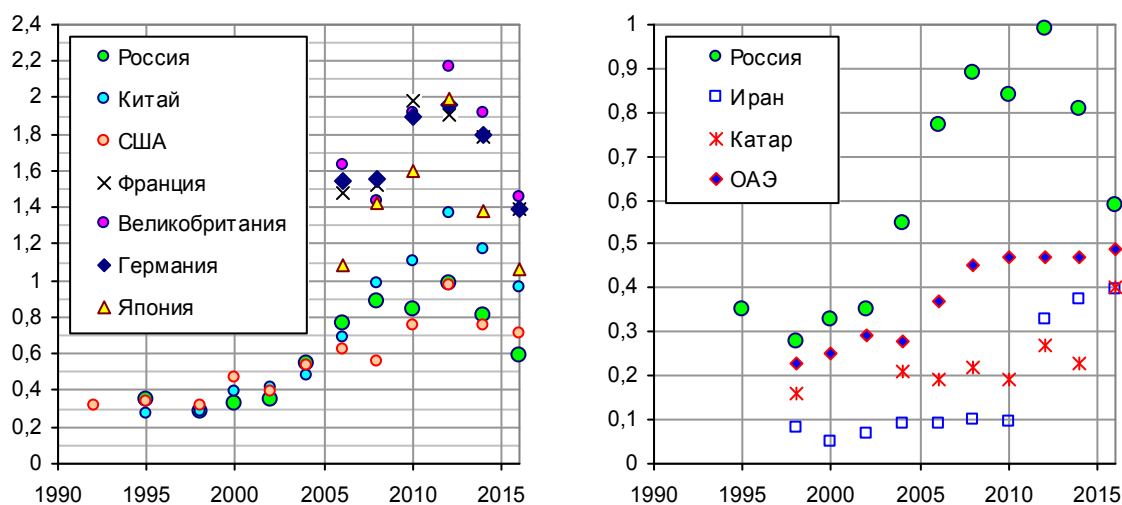 2,4
2,2
2
1,8
1,6
1,4
1,2
1
0,8
0,6
0,4
0,2
0
1990 1995 2000 2005 2010 2015
Россия
Китай
США
Франция
Великобритания
Германия
Япония
1
0,9
0,8
0,7
0,6
0,5
0,4
0,3
0,2
0,1
0
1990 1995 2000 2005 2010 2015
Россия
Иран
Катар
ОАЭ